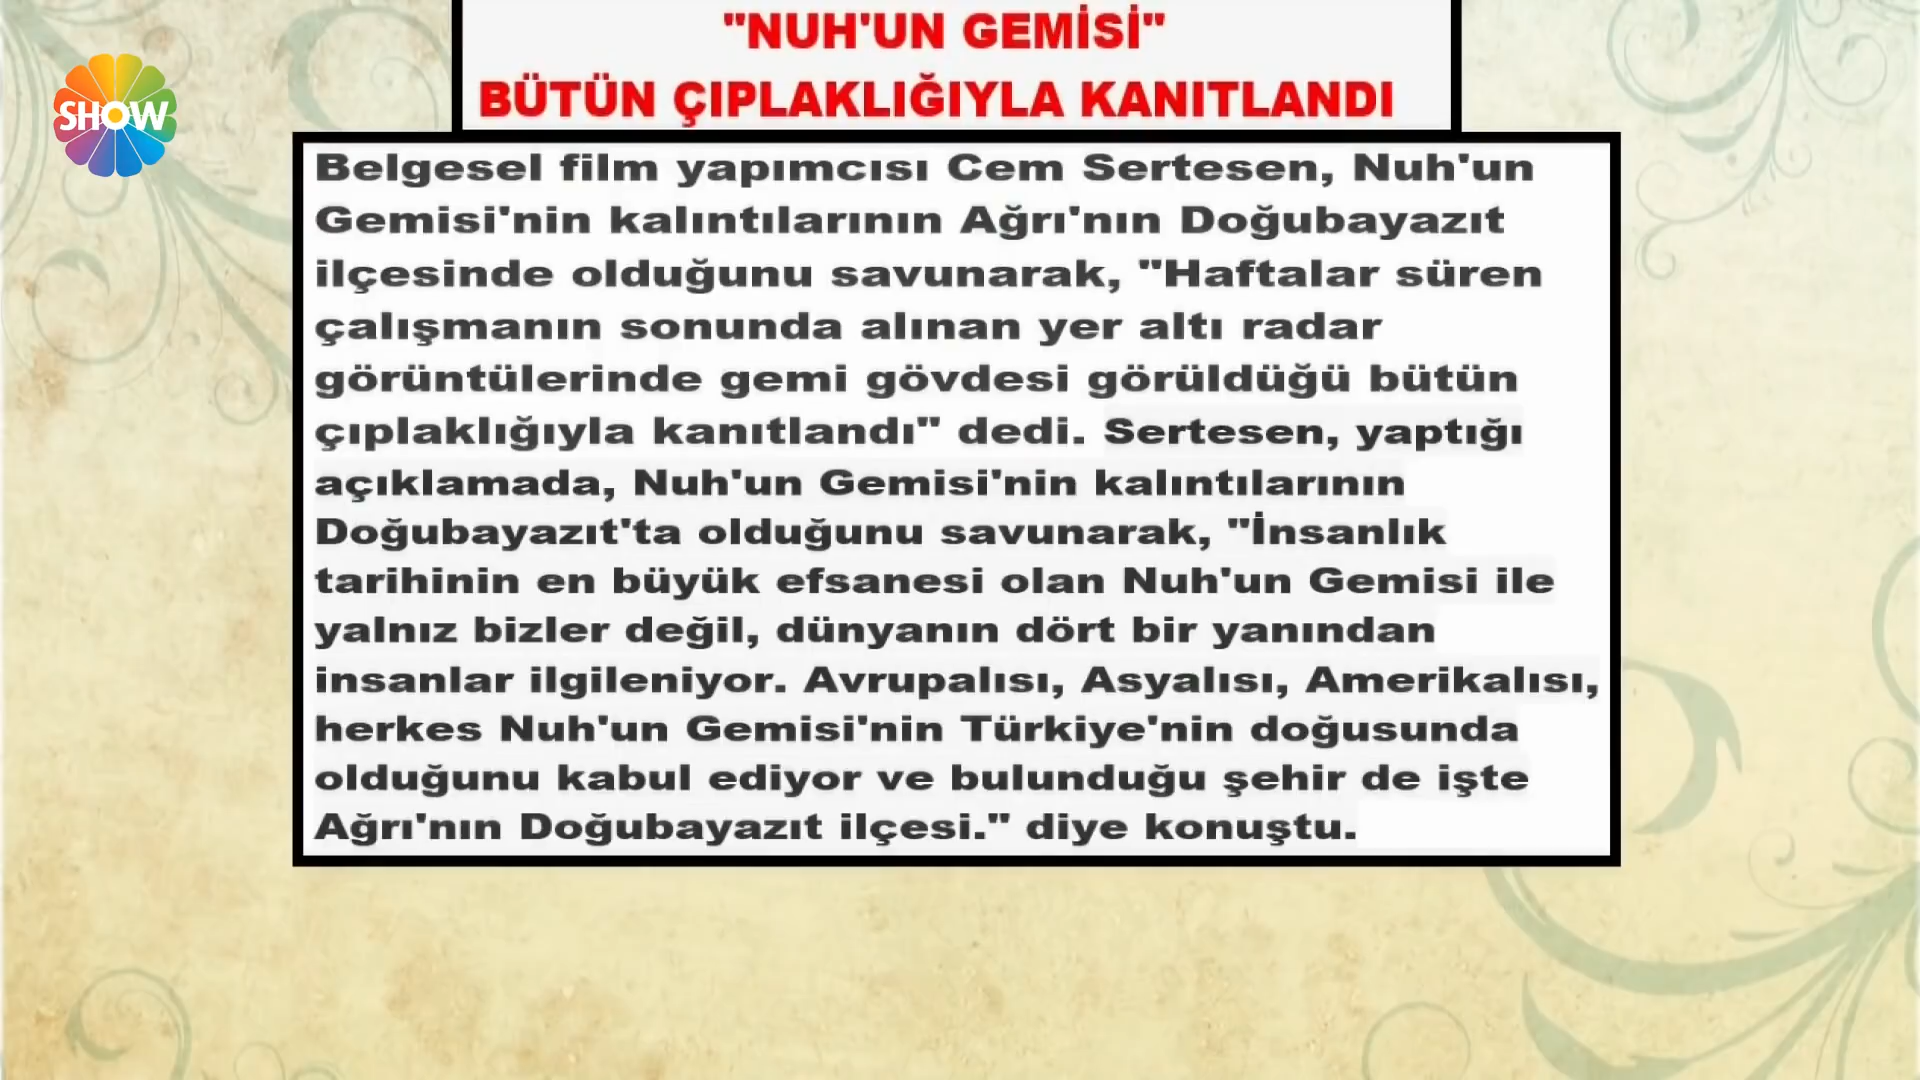 "NUH'UN GEMİSİ"
BÜTÜN ÇIPLAKLIĞIYLA KANITLANDI
SHOW
Belgesel film yapımcısı Cem Sertesen, Nuh'un
Gemisi'nin kalıntılarının Ağrı'nın Doğubayazıt
ilçesinde olduğunu savunarak, "Haftalar süren
çalışmanın sonunda alınan yer altı radar
görüntülerinde gemi gövdesi görüldüğü bütün
çıplaklığıyla kanıtlandı" dedi. Sertesen, yaptığı
açıklamada, Nuh'un Gemisi'nin kalıntılarının
Doğubayazıt'ta olduğunu savunarak, "İnsanlık
tarihinin en büyük efsanesi olan Nuh'un Gemisi ile
yalnız bizler değil, dünyanın dört bir yanından
insanlar ilgileniyor. Avrupalısı, Asyalısı, Amerikalısı,
herkes Nuh'un Gemisi'nin Türkiye'nin doğusunda
olduğunu kabul ediyor ve bulunduğu şehir de işte
Ağrı'nın Doğubayazıt ilçesi." diye konuştu.